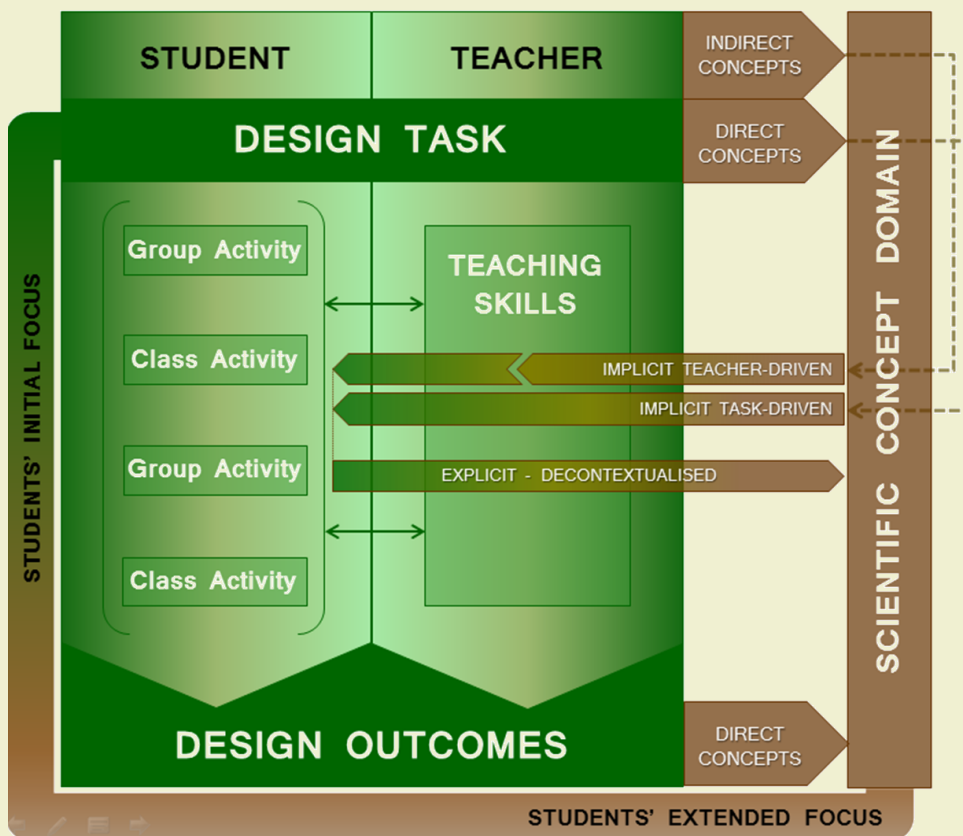 STUDENT
TEACHER
INDIRECT
CONCEPTS
DESIGN TASK
DIRECT
CONCEPTS
Group Activity
TEACHING
SKILLS
Class Activity
IMPLICIT TEACHER-DRIVEN
IMPLICIT TASK-DRIVEN
Group Activity
EXPLICIT - DECONTEXTUALISED
Class Activity
DESIGN OUTCOMES
DIRECT
CONCEPTS
STUDENTS' INITIAL FOCUS
SCIENTIFIC CONCEPT DOMAIN
STUDENTS' EXTENDED FOCUS